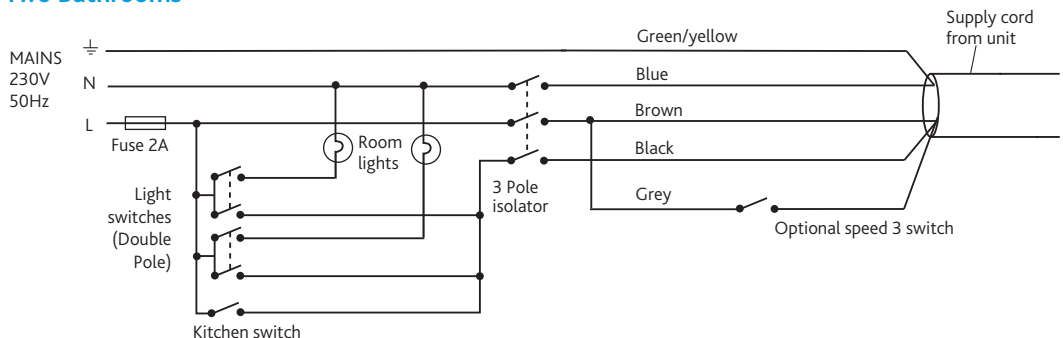 Two Bathrooms
Supply cord
from unit
MAINS
230V
50Hz
Green/yellow
N
Blue
L
Fuse 2A
Brown
Room
lights
Black
Light
switches
(Double
Pole)
3 Pole
isolator
Grey
Optional speed 3 switch
Kitchen switch